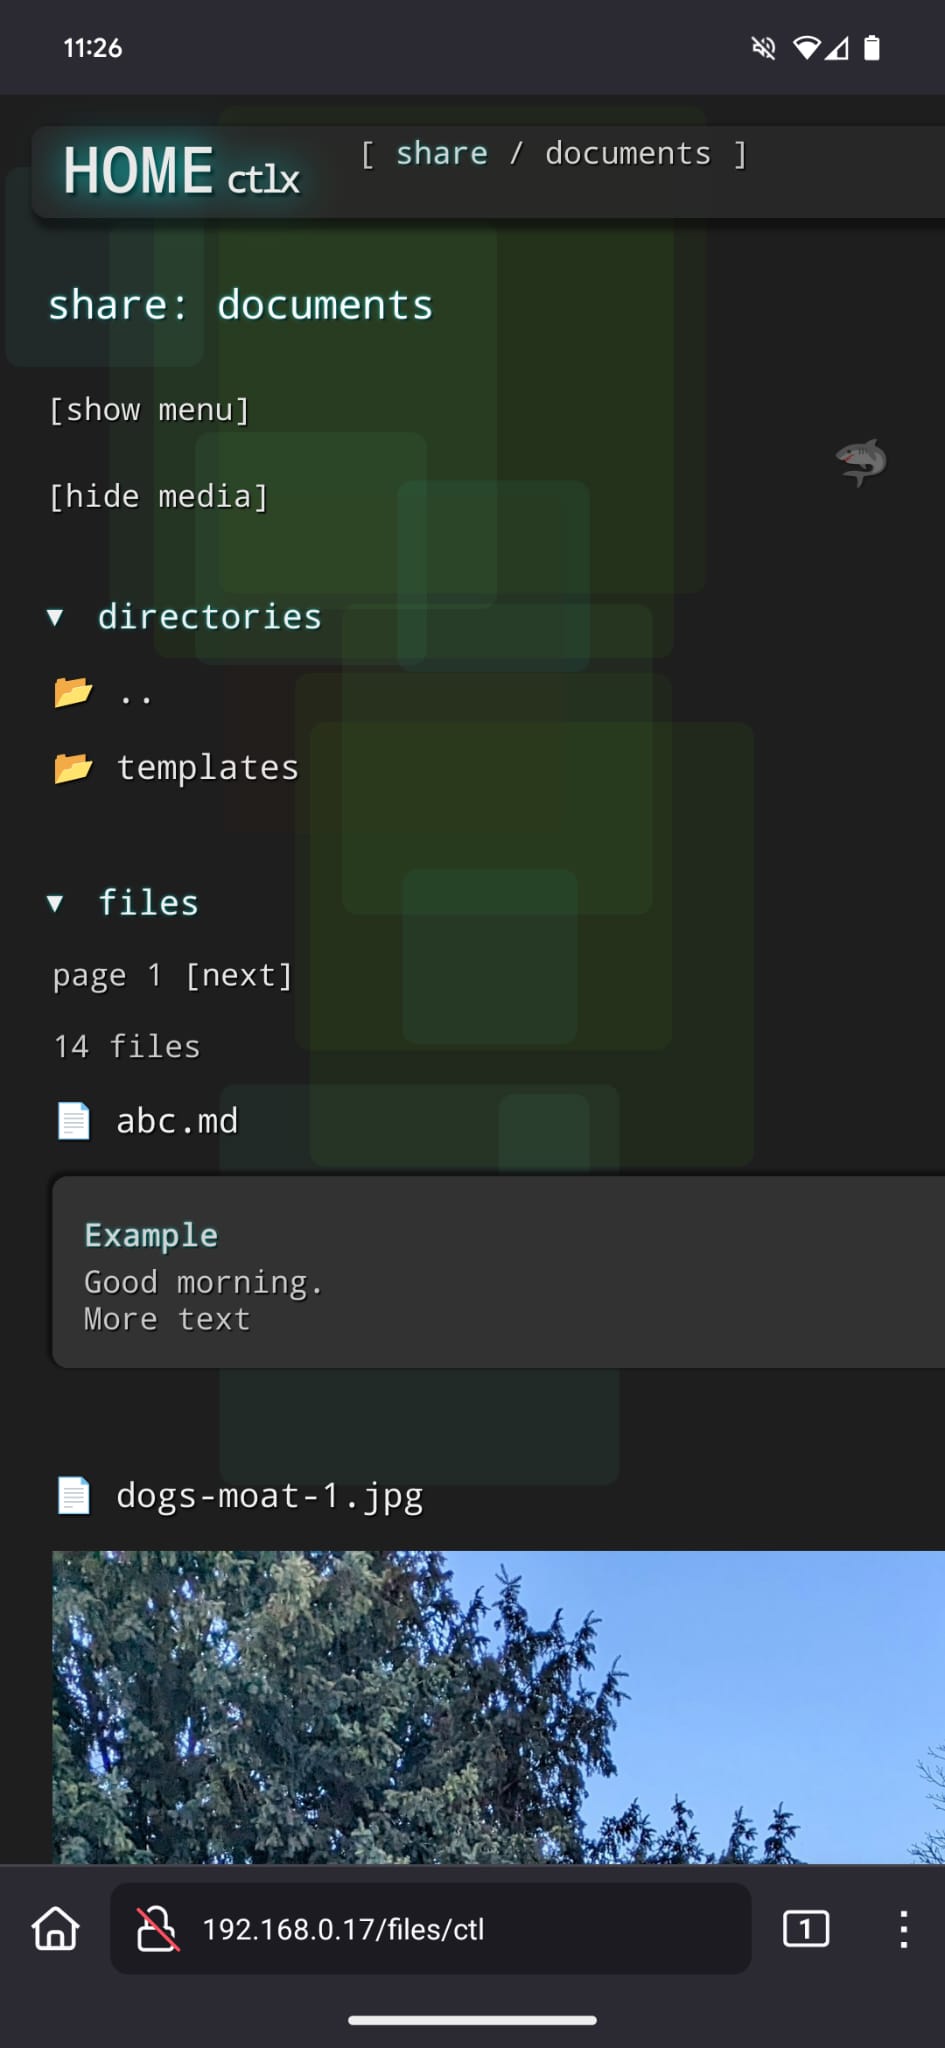 11:26
HOME ctlx [ share / documents ]
share: documents
[show menu]
[hide media]
▼ directories
..
templates
▼ files
page 1 [next]
14 files
abc.md
Example
Good morning.
More text
dogs-moat-1.jpg
192.168.0.17/files/ctl
1